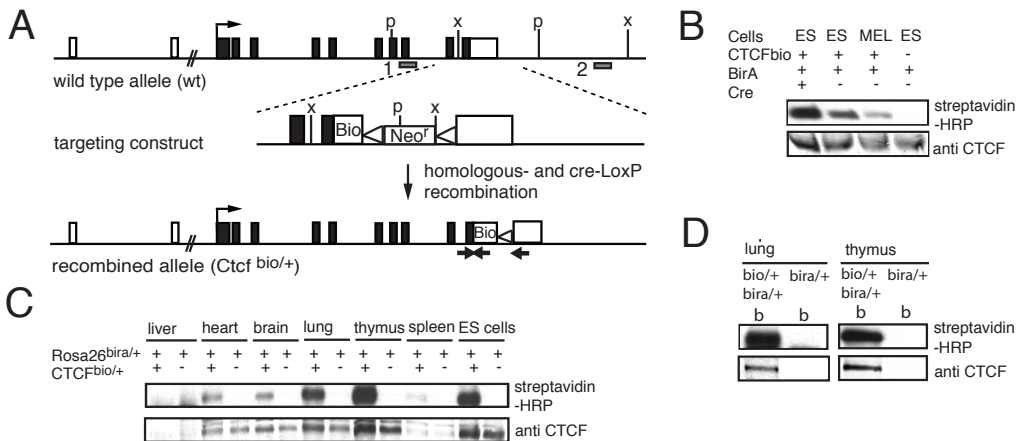 A
p
x
p
x
1
2
wild type allele (wt)
x
p
x
Bio
Neo^r
targeting construct
homologous- and cre-LoxP
recombination
Bio
recombined allele (Ctcf ^bio/+)
B
Cells ES ES MEL ES
CTCFbio + + + -
BirA + + + +
Cre + - - -
streptavidin
-HRP
anti CTCF
C
liver heart brain lung thymus spleen ES cells
Rosa26^bira/+ + + + + + + + + + + + + + +
CTCF^bio/+ + - + - + - + - + - + - + -
streptavidin
-HRP
anti CTCF
D
lung thymus
bio/+ bira/+ bio/+ bira/+
bira/+ bira/+
b b b b
streptavidin
-HRP
anti CTCF